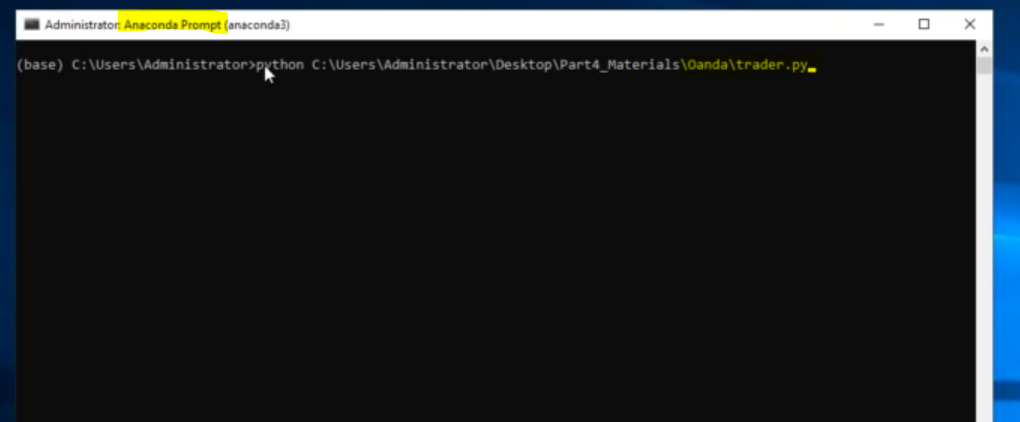 Administrator: Anaconda Prompt (anaconda3)
(base) C:\Users\Administrator>python C:\Users\Administrator\Desktop\Part4_Materials\Oanda\trader.py